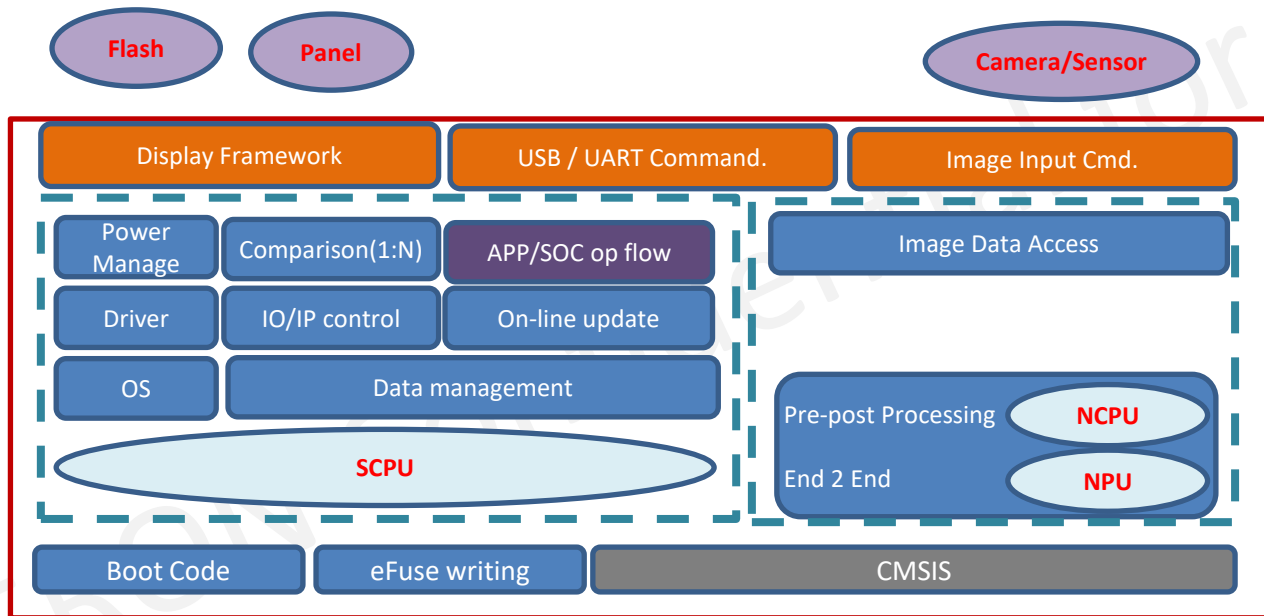 Flash
Panel
Camera/Sensor
Display Framework
USB / UART Command.
Image Input Cmd.
Power
Manage
Comparison(1:N)
APP/SOC op flow
Image Data Access
Driver
IO/IP control
On-line update
OS
Data management
Pre-post Processing
NCPU
SCPU
End 2 End
NPU
Boot Code
eFuse writing
CMSIS